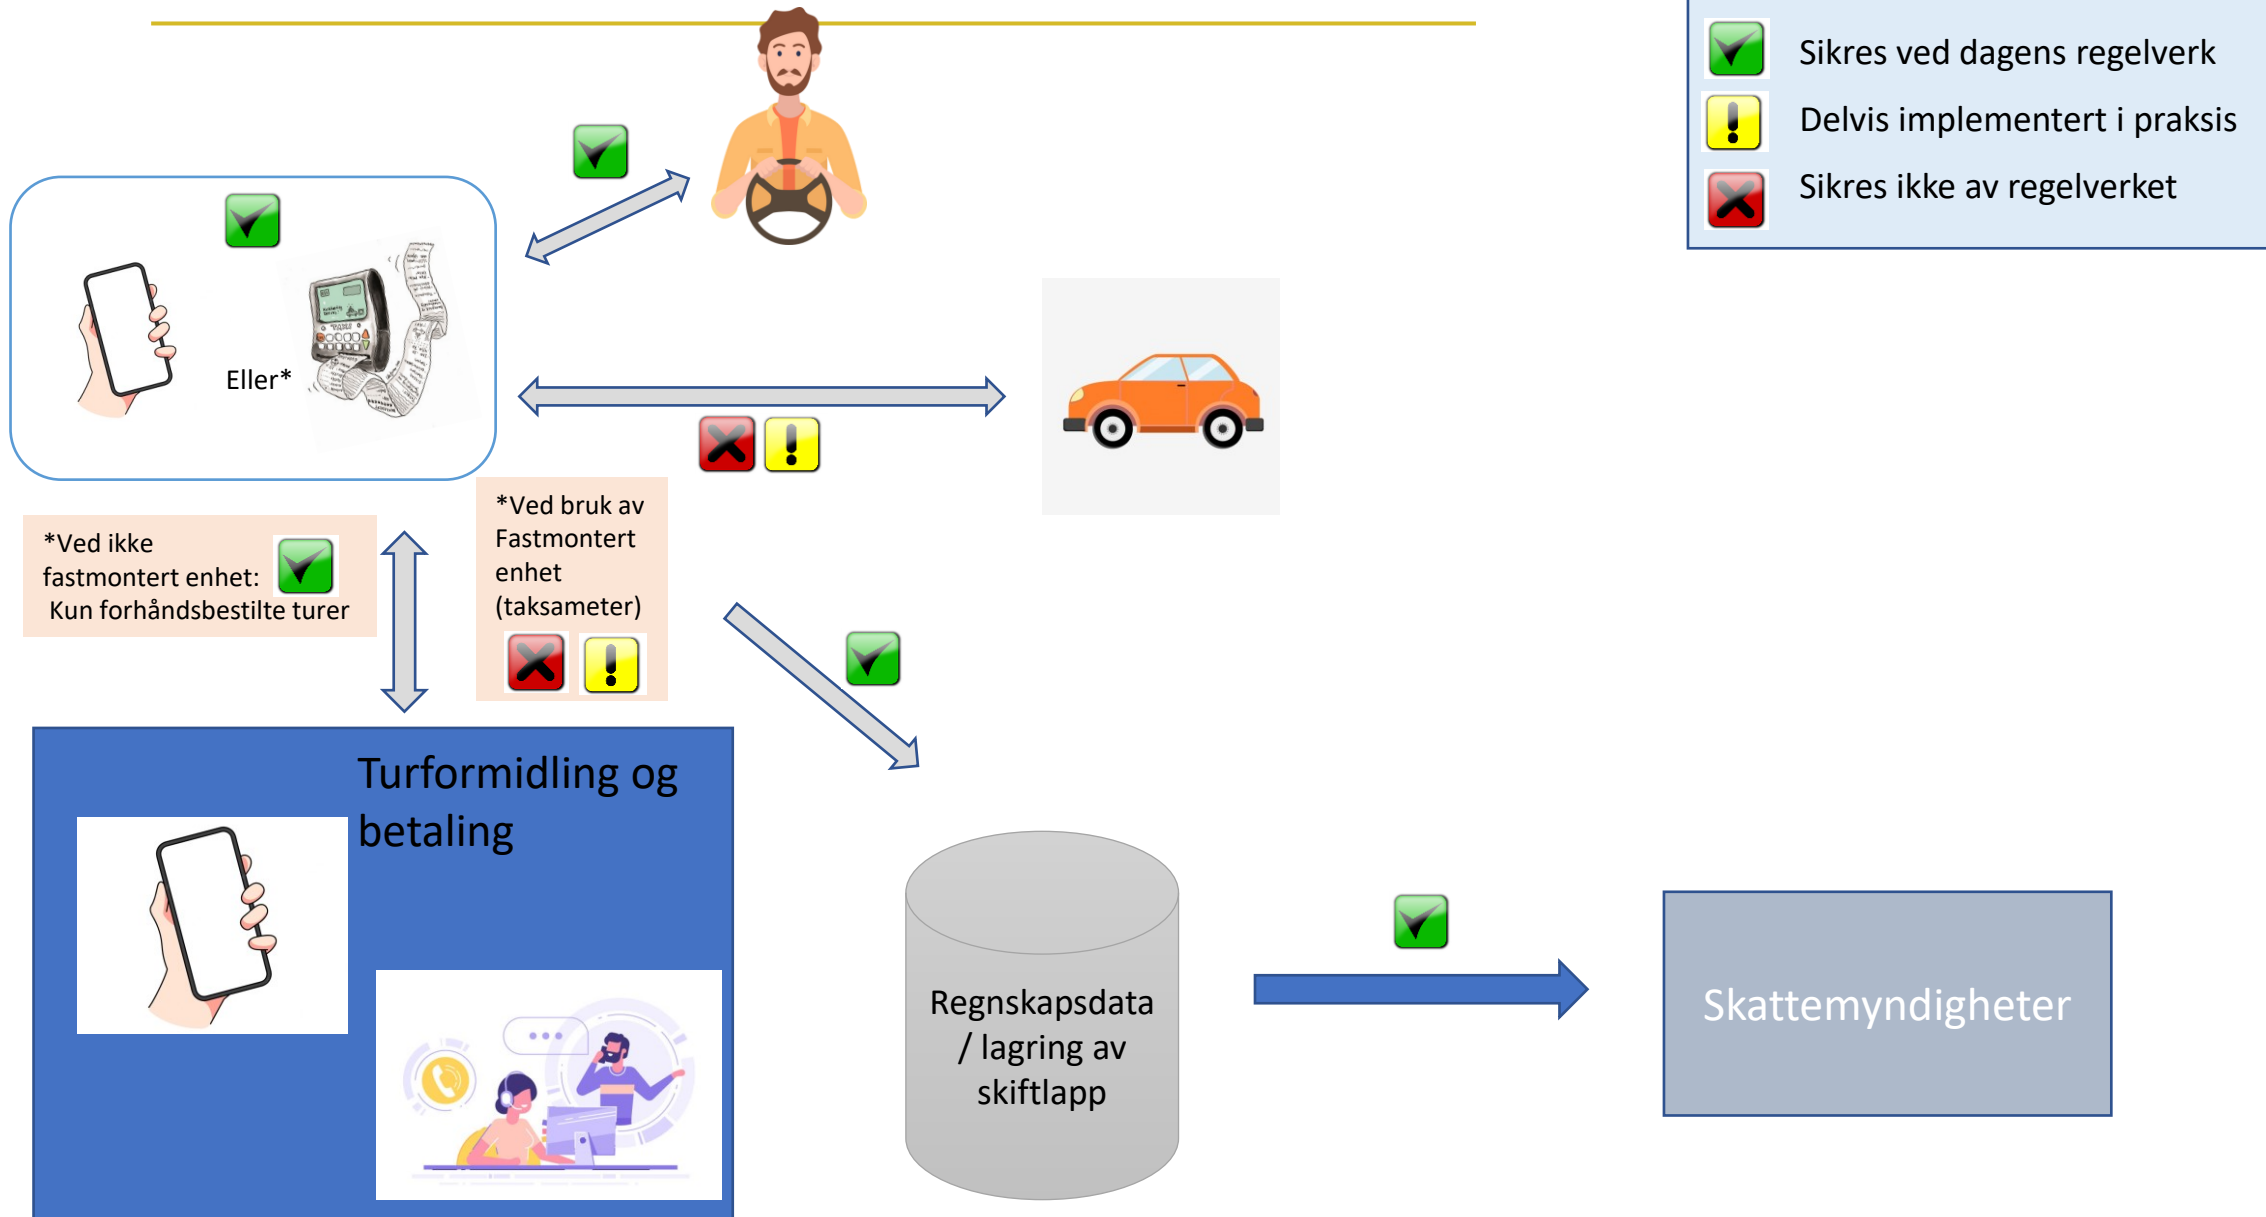 Sikres ved dagens regelverk
Delvis implementert i praksis
Sikres ikke av regelverket
Eller*
*Ved ikke
fastmontert enhet:
Kun forhåndsbestilte turer
*Ved bruk av
Fastmontert
enhet
(taksameter)
Turformidling og
betaling
Regnskapsdata
/ lagring av
skiftlapp
Skattemyndigheter